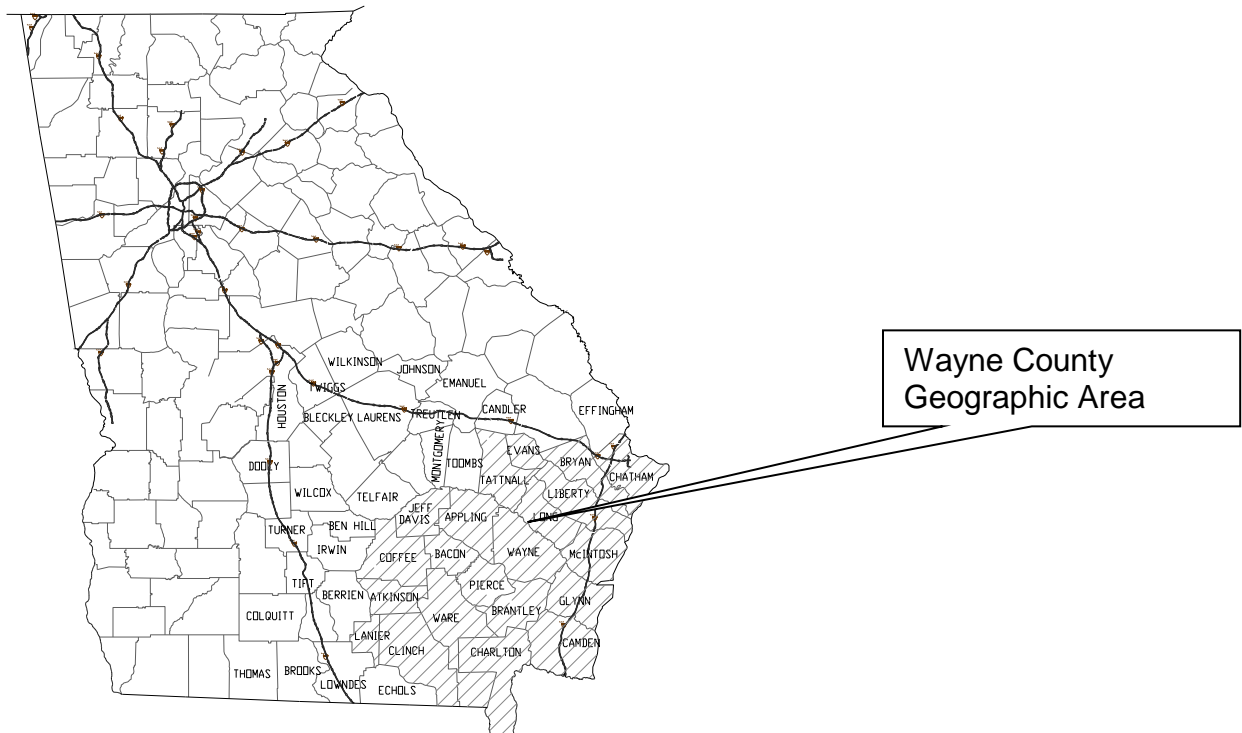 Wayne County
Geographic Area
WILKINSON
JOHNSON
EMANUEL
TWIGGS
HOUSTON
BLECKLEY
LAURENS
TREUTLEN
CANDLER
EFFINGHAM
MONTGOMERY
TOOMBS
EVANS
BRYAN
CHATHAM
DOOLY
TATTNALL
WILCOX
TELFAIR
LIBERTY
JEFF
DAVIS
APPLING
LONG
TURNER
BEN HILL
IRWIN
COFFEE
BACON
WAYNE
McINTOSH
TIFT
BERRIEN
ATKINSON
PIERCE
GLYNN
COLQUITT
WARE
BRANTLEY
LANIER
CLINCH
CHARLTON
CAMDEN
THOMAS
BROOKS
LOWNDES
ECHOLS